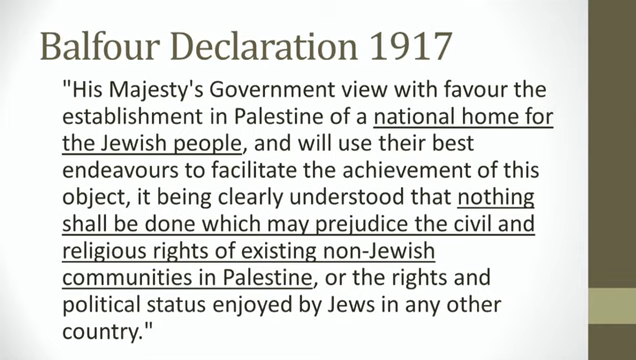 Balfour Declaration 1917
"His Majesty's Government view with favour the
establishment in Palestine of a national home for
the Jewish people, and will use their best
endeavours to facilitate the achievement of this
object, it being clearly understood that nothing
shall be done which may prejudice the civil and
religious rights of existing non-Jewish
communities in Palestine, or the rights and
political status enjoyed by Jews in any other
country."